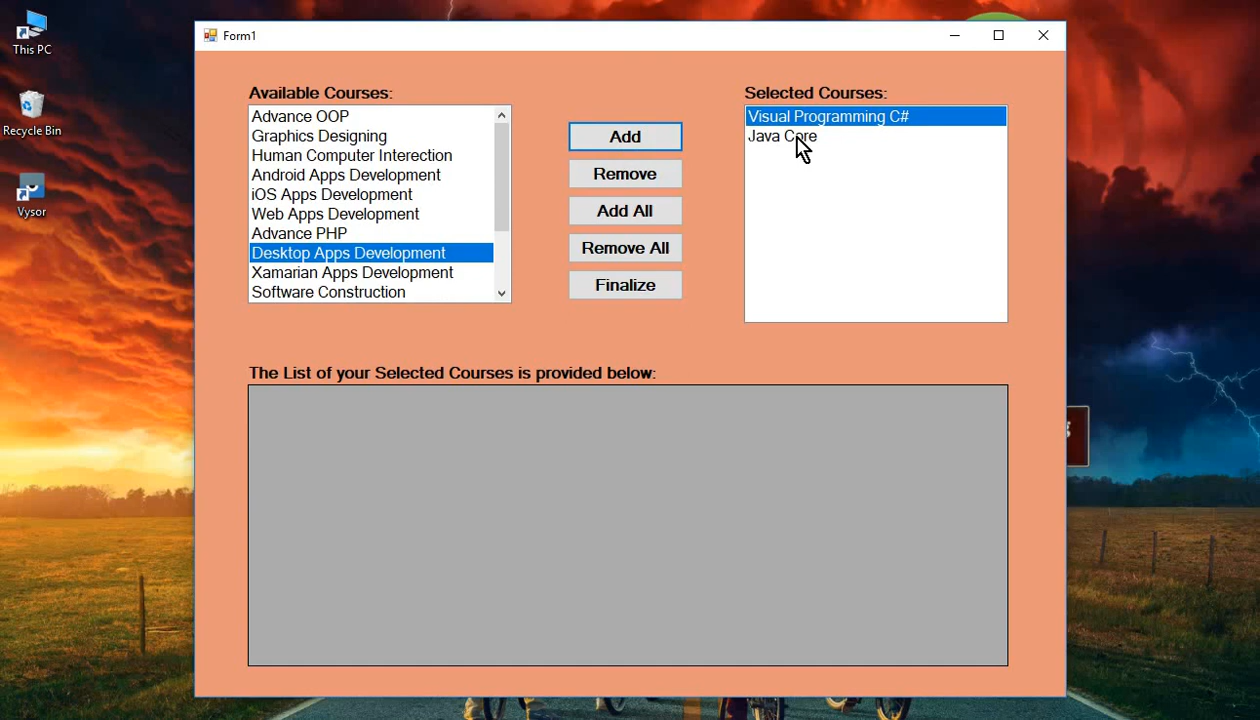 This PC
Recycle Bin
Vysor
Form1
Available Courses:
Advance OOP
Graphics Designing
Human Computer Interection
Android Apps Development
iOS Apps Development
Web Apps Development
Advance PHP
Desktop Apps Development
Xamarian Apps Development
Software Construction
Add
Remove
Add All
Remove All
Finalize
Selected Courses:
Visual Programming C#
Java Core
The List of your Selected Courses is provided below: